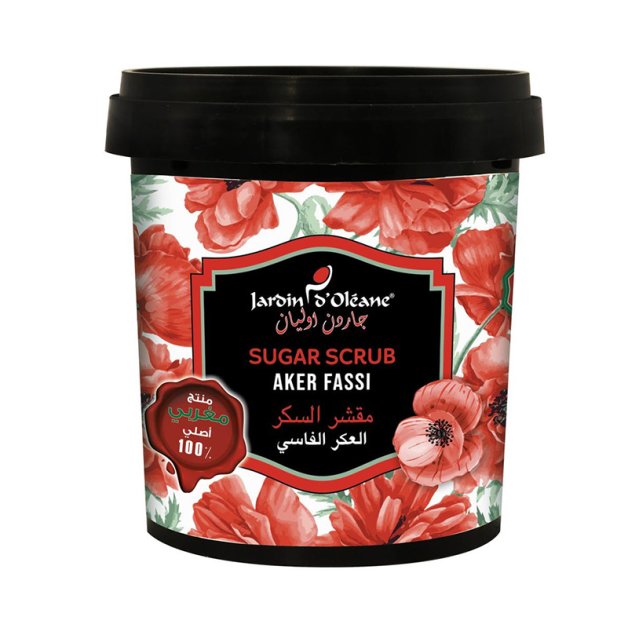 Jardin d'Oléane®
جاردن اوليان
SUGAR SCRUB
AKER FASSI
مقشر السكر
العكر الفاسي
منتج
مغربي
أصلي
100٪